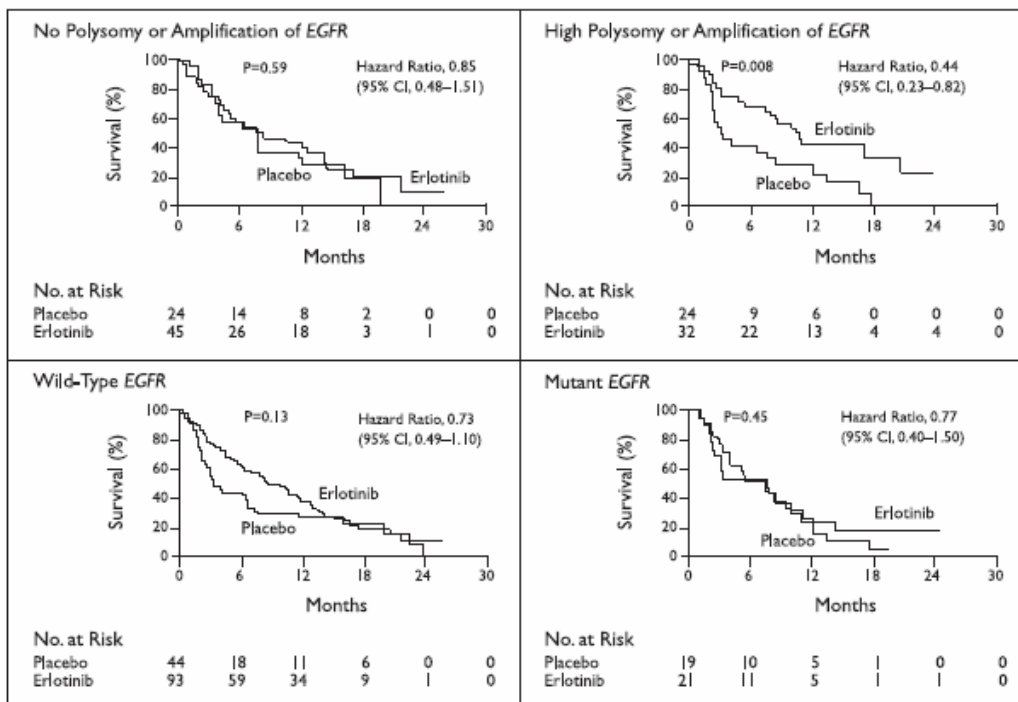 No Polysomy or Amplification of EGFR
100
80
60
40
20
0
Survival (%)
P=0.59
Hazard Ratio, 0.85
(95% CI, 0.48–1.51)
Placebo
Erlotinib
0 6 12 18 24 30
Months
No. at Risk
Placebo 24 14 8 2 0 0
Erlotinib 45 26 18 3 1 0
High Polysomy or Amplification of EGFR
100
80
60
40
20
0
Survival (%)
P=0.008
Hazard Ratio, 0.44
(95% CI, 0.23–0.82)
Erlotinib
Placebo
0 6 12 18 24 30
Months
No. at Risk
Placebo 24 9 6 0 0 0
Erlotinib 32 22 13 4 4 0
Wild-Type EGFR
100
80
60
40
20
0
Survival (%)
P=0.13
Hazard Ratio, 0.73
(95% CI, 0.49–1.10)
Erlotinib
Placebo
0 6 12 18 24 30
Months
No. at Risk
Placebo 44 18 11 6 0 0
Erlotinib 93 59 34 9 1 0
Mutant EGFR
100
80
60
40
20
0
Survival (%)
P=0.45
Hazard Ratio, 0.77
(95% CI, 0.40–1.50)
Erlotinib
Placebo
0 6 12 18 24 30
Months
No. at Risk
Placebo 19 10 5 1 0 0
Erlotinib 21 11 5 1 1 0